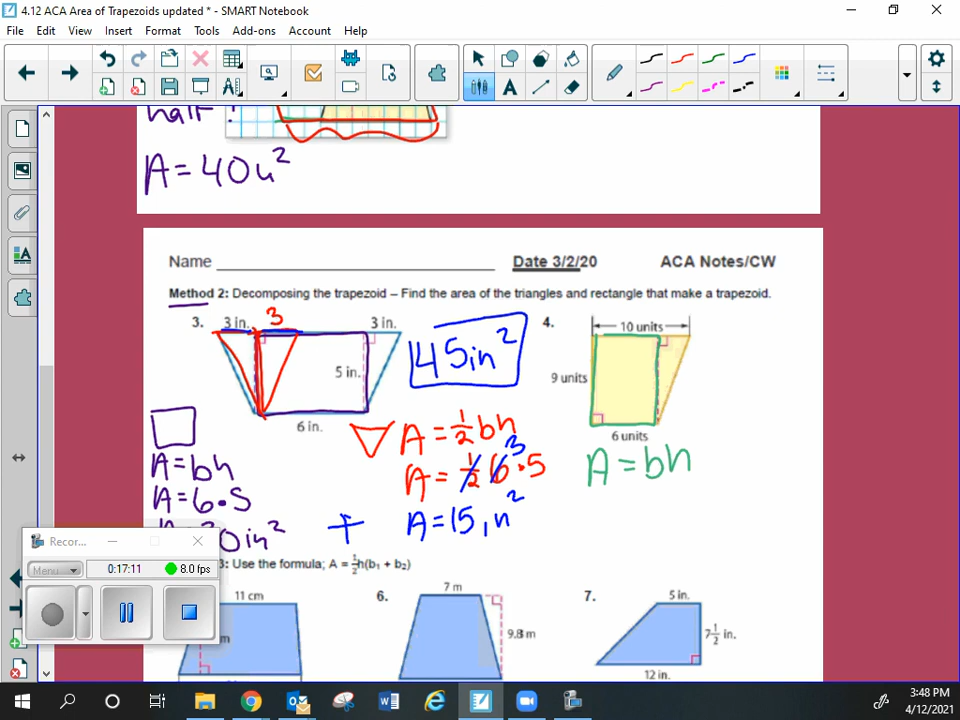 4.12 ACA Area of Trapezoids updated * - SMART Notebook
File Edit View Insert Format Tools Add-ons Account Help
half
A = 40u²
Name Date 3/2/20 ACA Notes/CW
Method 2: Decomposing the trapezoid – Find the area of the triangles and rectangle that make a trapezoid.
3. 3 in. 3 3 in.
5 in.
6 in.
45in²
4. 10 units
9 units
6 units
A = bh
A = 6 • 5
0in²
A = ½bh
A = ½ 6 • 5
3
+ A = 15in²
A = bh
Recor...
Menu...
0:17:11 8.0 fps
3: Use the formula; A = ½h(b₁ + b₂)
11 cm
m
6. 7 m
9.8 m
7. 5 in.
7½ in.
12 in.
3:48 PM
4/12/2021